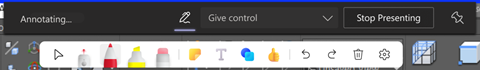 Annotating...
Give control
Stop Presenting
T